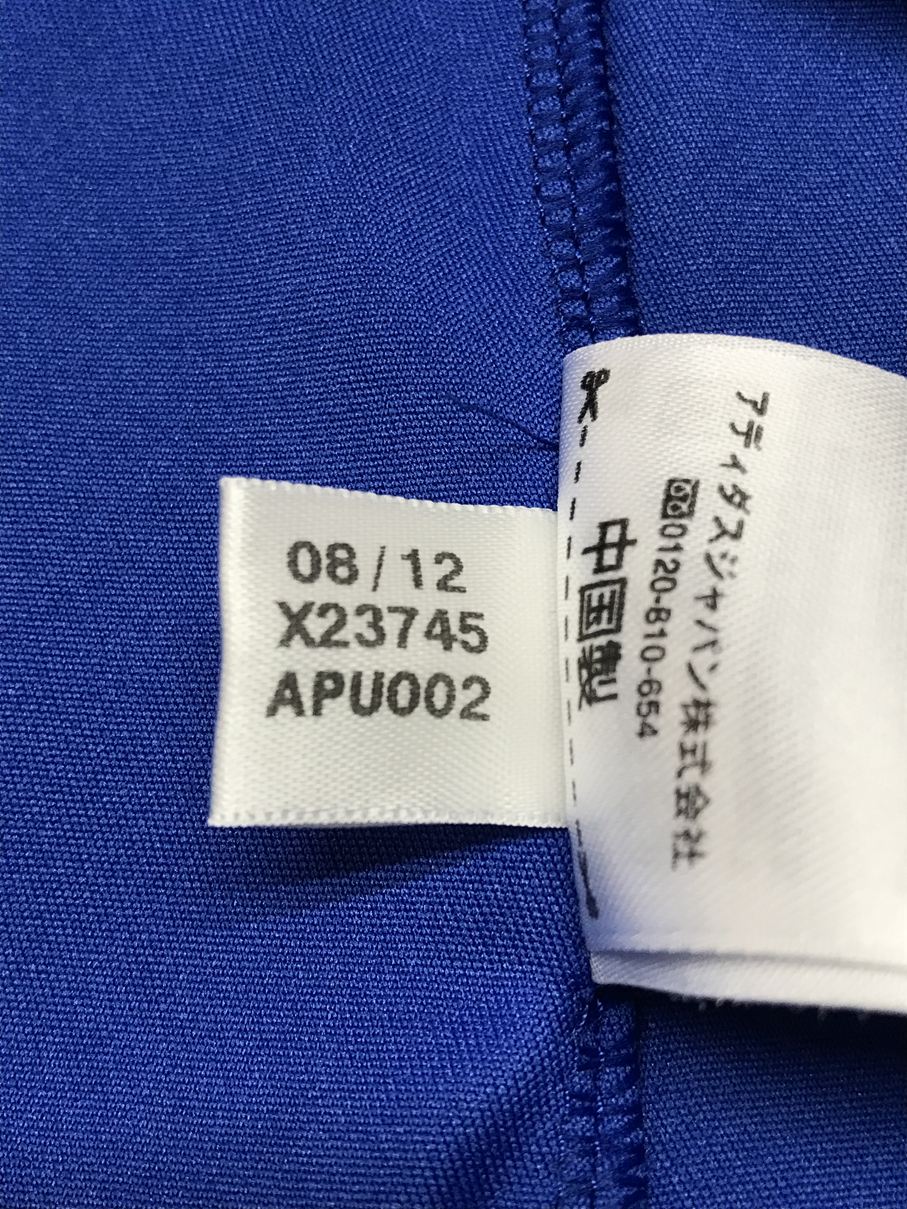 08/12
X23745
APU002
アディダスジャパン株式会社
0120-810-654
中国製